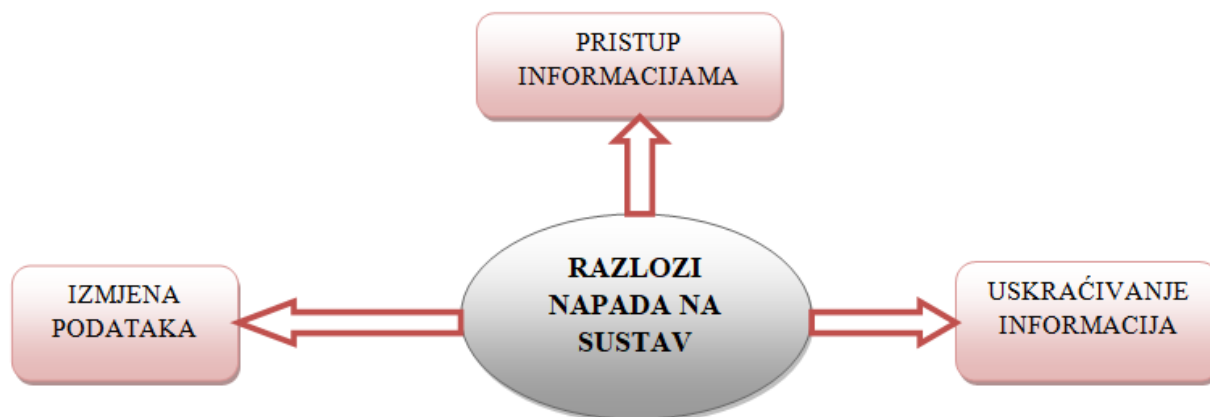 PRISTUP
INFORMACIJAMA
RAZLOZI
NAPADA NA
SUSTAV
IZMJENA
PODATAKA
USKRAĆIVANJE
INFORMACIJA